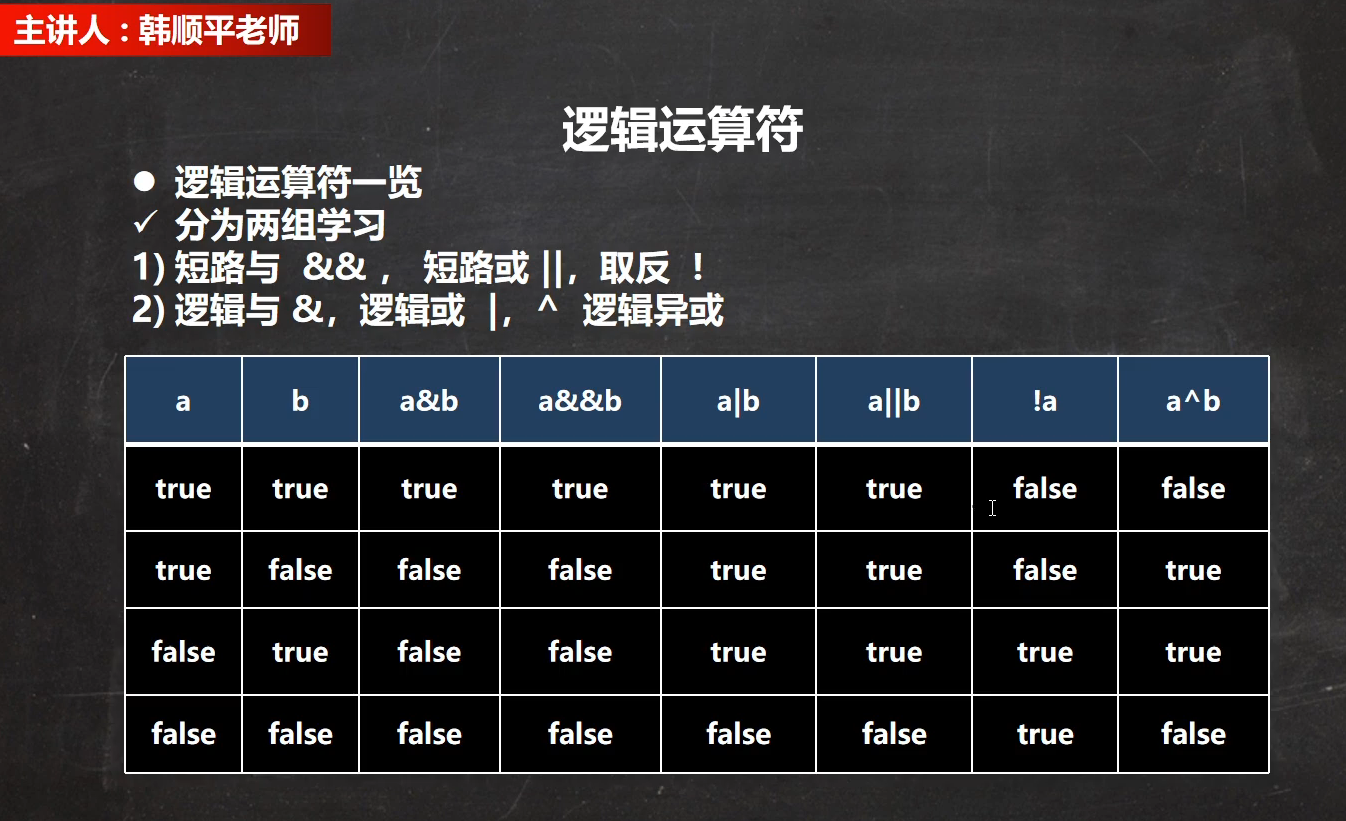 主讲人：韩顺平老师
逻辑运算符
● 逻辑运算符一览
✓ 分为两组学习
1) 短路与 && ， 短路或 ||，取反 ！
2) 逻辑与 &，逻辑或 |，^ 逻辑异或
a b a&b a&&b a|b a||b !a a^b
true true true true true true false false
true false false false true true false true
false true false false true true true true
false false false false false false true false